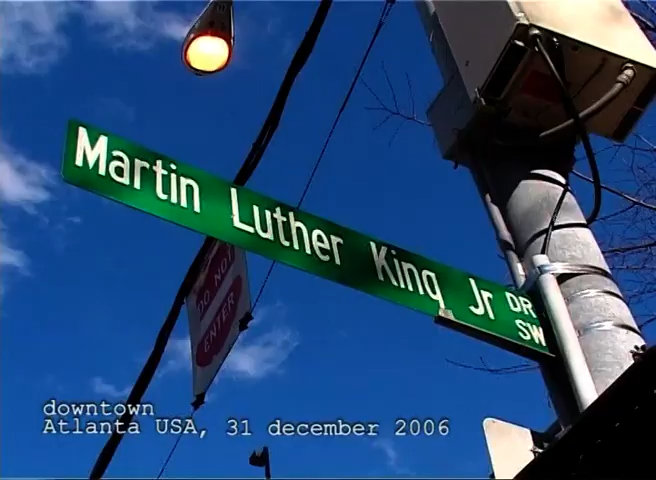 Martin Luther King Jr DR SW
DO NOT
ENTER
downtown
Atlanta USA, 31 december 2006